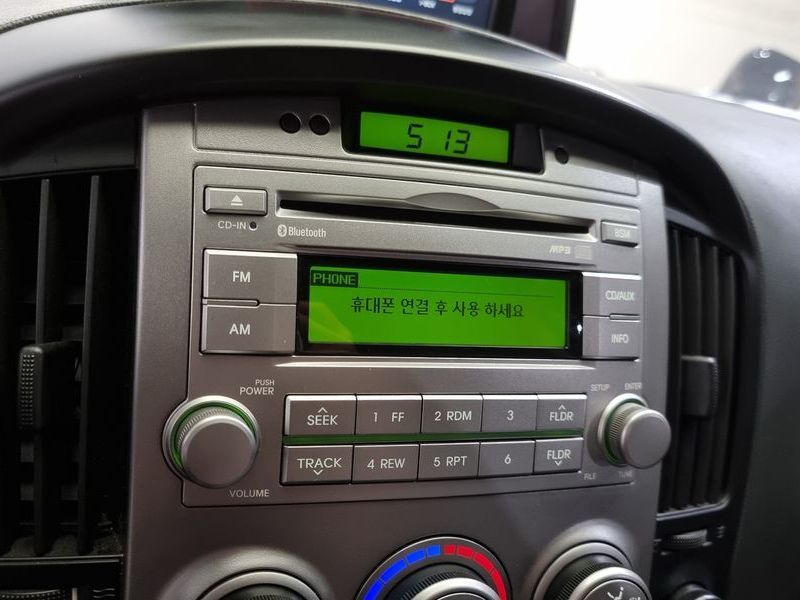 5 13
CD-IN
Bluetooth
BSM
MP3
FM
PHONE
휴대폰 연결 후 사용 하세요
CD/AUX
AM
INFO
PUSH
POWER
SETUP
ENTER
SEEK
1 FF
2 RDM
3
FLDR
TRACK
4 REW
5 RPT
6
FLDR
VOLUME
FILE
TUNE